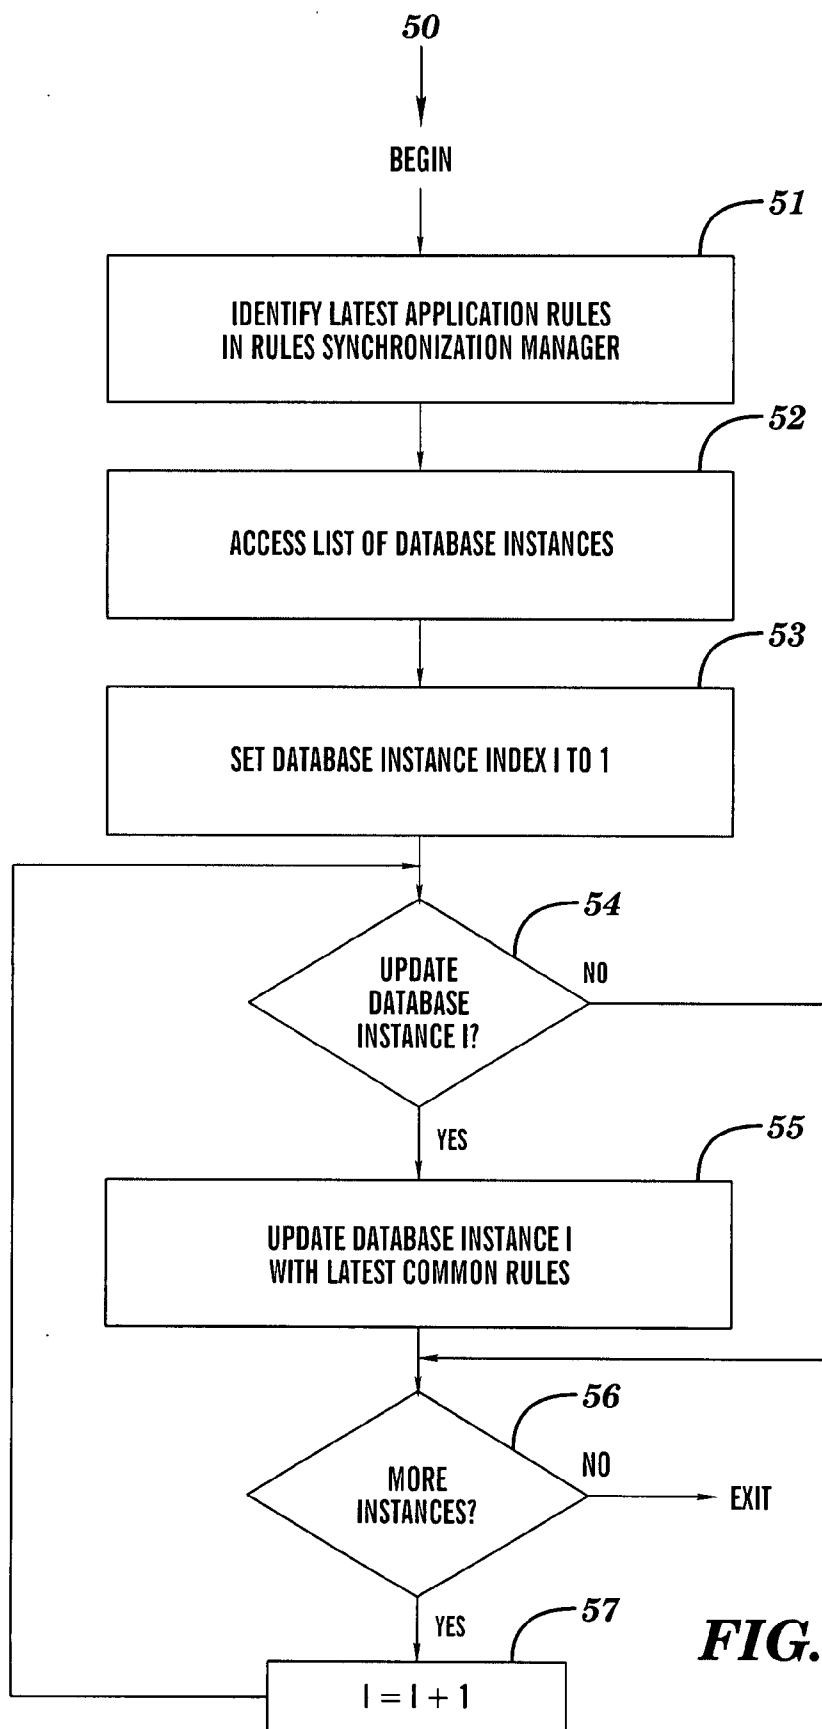 50
BEGIN
51
IDENTIFY LATEST APPLICATION RULES
IN RULES SYNCHRONIZATION MANAGER
52
ACCESS LIST OF DATABASE INSTANCES
53
SET DATABASE INSTANCE INDEX I TO 1
54
UPDATE
DATABASE
INSTANCE I?
NO
YES
55
UPDATE DATABASE INSTANCE I
WITH LATEST COMMON RULES
56
MORE
INSTANCES?
NO
EXIT
YES
57
I = I + 1
FIG.